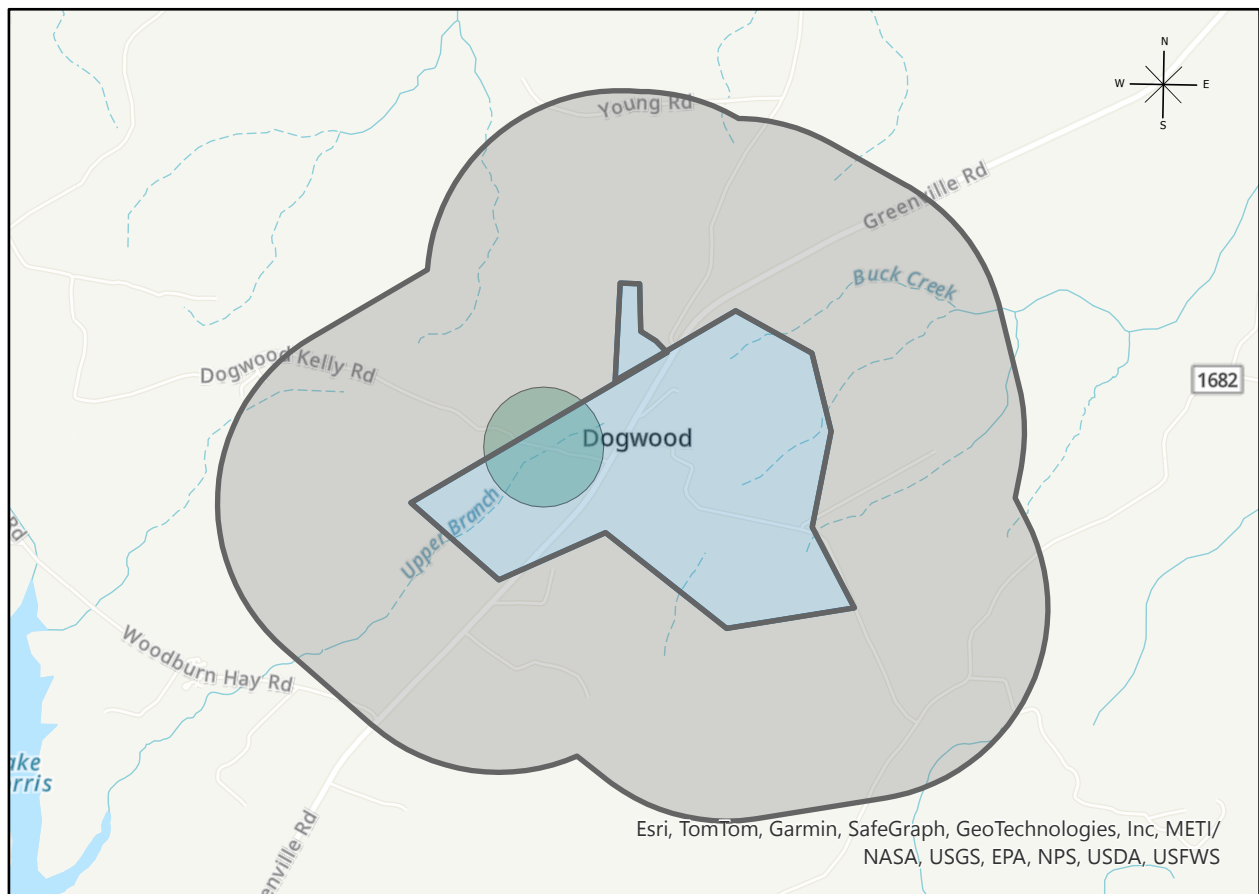 N
W E
S
Young Rd
Greenville Rd
Buck Creek
Dogwood Kelly Rd
1682
Dogwood
Upper Branch
Rd
Woodburn Hay Rd
ake
rris
enville Rd
Esri, TomTom, Garmin, SafeGraph, GeoTechnologies, Inc, METI/
NASA, USGS, EPA, NPS, USDA, USFWS